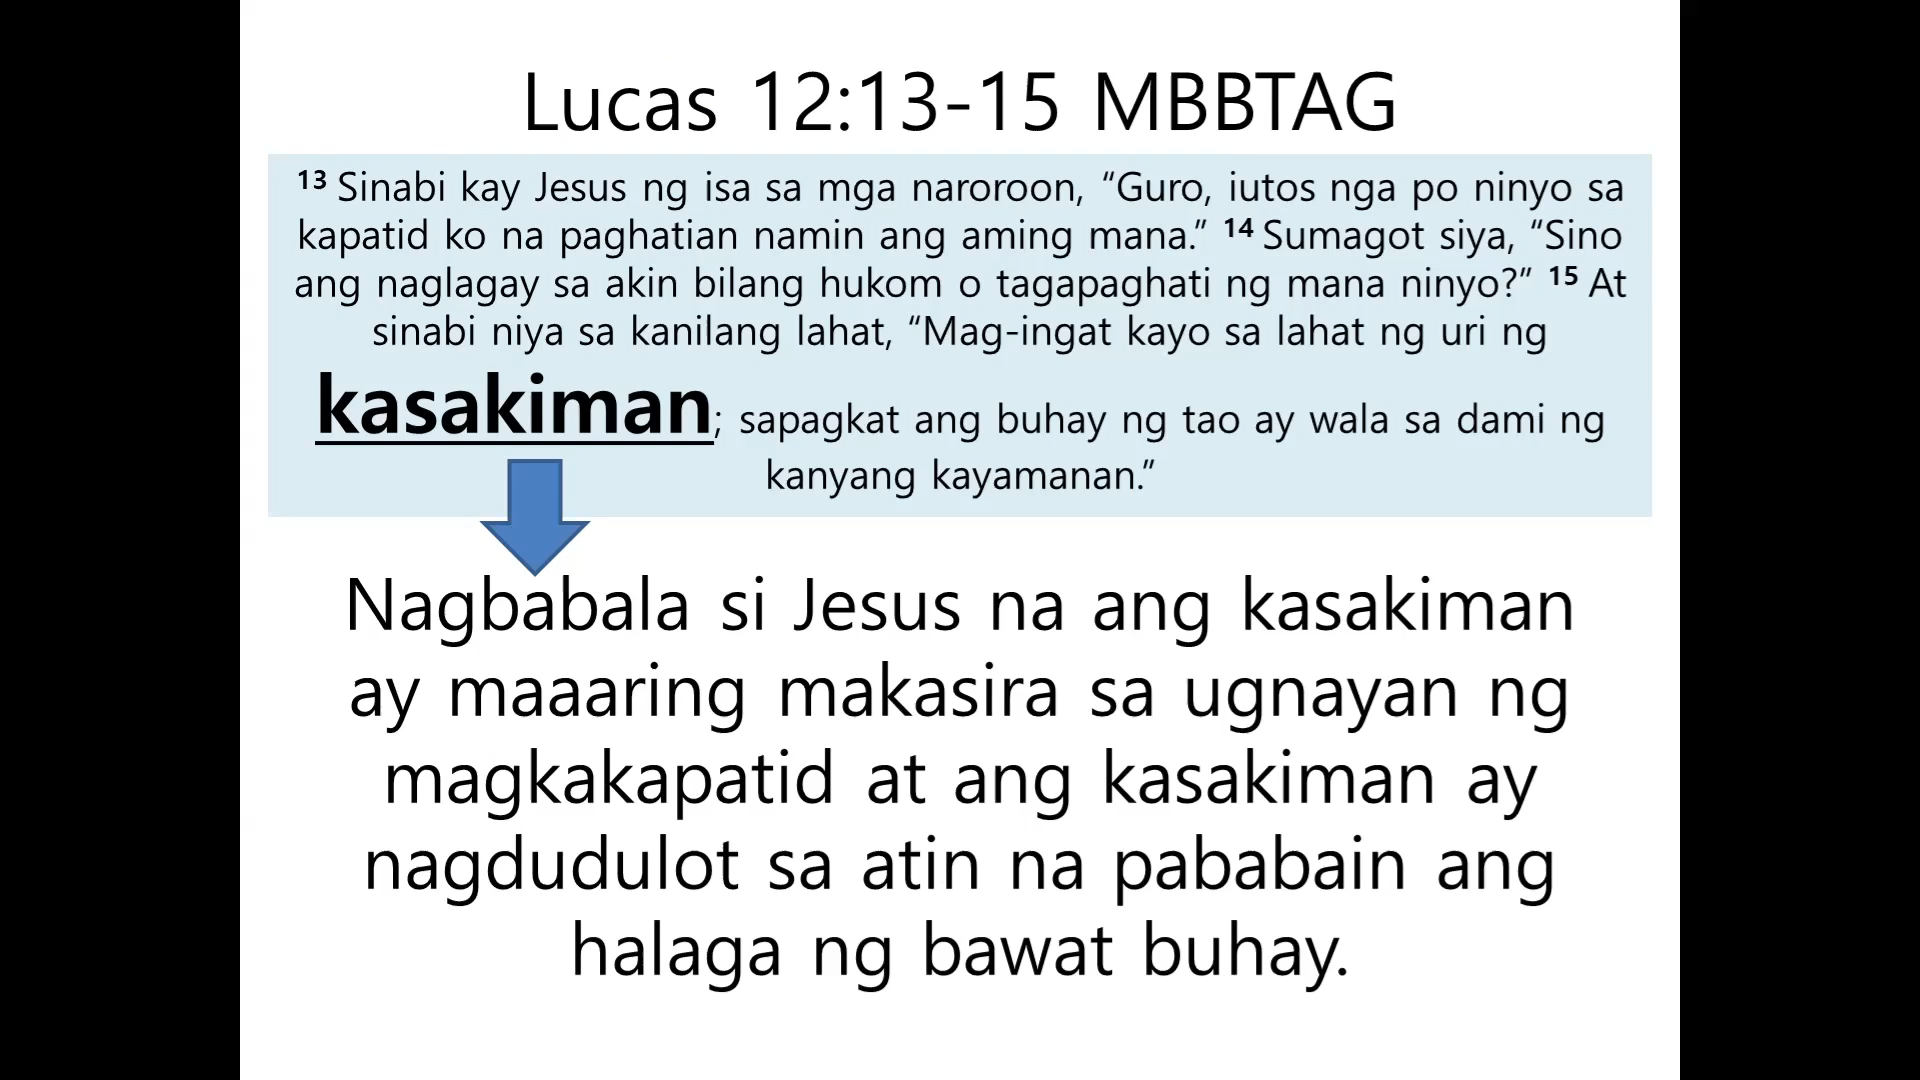 Lucas 12:13-15 MBBTAG
13 Sinabi kay Jesus ng isa sa mga naroroon, “Guro, iutos nga po ninyo sa
kapatid ko na paghatian namin ang aming mana.” 14 Sumagot siya, “Sino
ang naglagay sa akin bilang hukom o tagapaghati ng mana ninyo?” 15 At
sinabi niya sa kanilang lahat, “Mag-ingat kayo sa lahat ng uri ng
kasakiman; sapagkat ang buhay ng tao ay wala sa dami ng
kanyang kayamanan.”
Nagbabala si Jesus na ang kasakiman
ay maaaring makasira sa ugnayan ng
magkakapatid at ang kasakiman ay
nagdudulot sa atin na pababain ang
halaga ng bawat buhay.